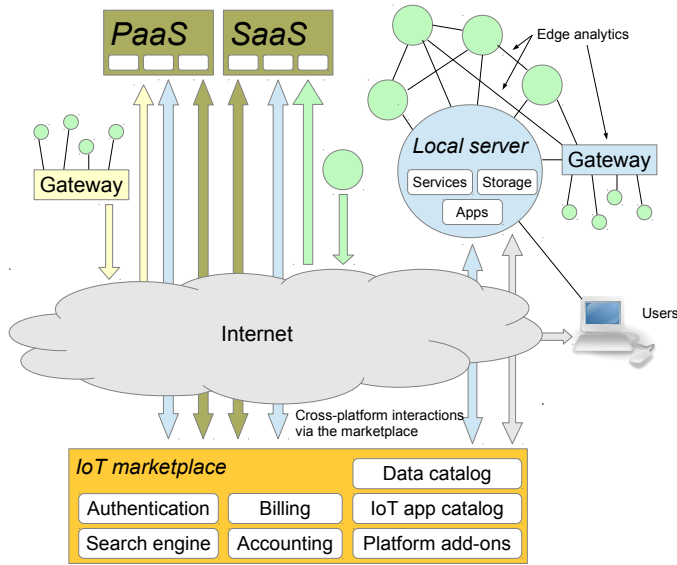 PaaS
SaaS
Edge analytics
Local server
Services
Storage
Apps
Gateway
Gateway
Internet
Users
Cross-platform interactions
via the marketplace
IoT marketplace
Data catalog
Authentication
Billing
IoT app catalog
Search engine
Accounting
Platform add-ons